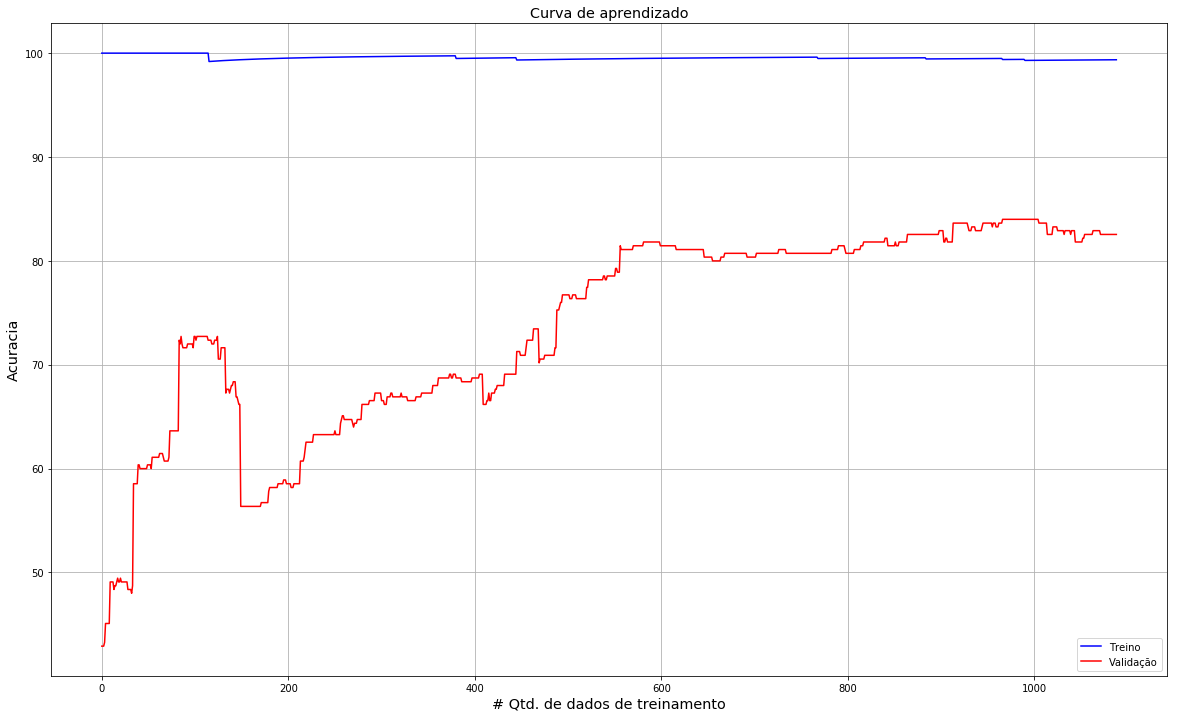 Curva de aprendizado
Acuracia
100
90
80
70
60
50
0
200
400
600
800
1000
# Qtd. de dados de treinamento
Treino
Validação